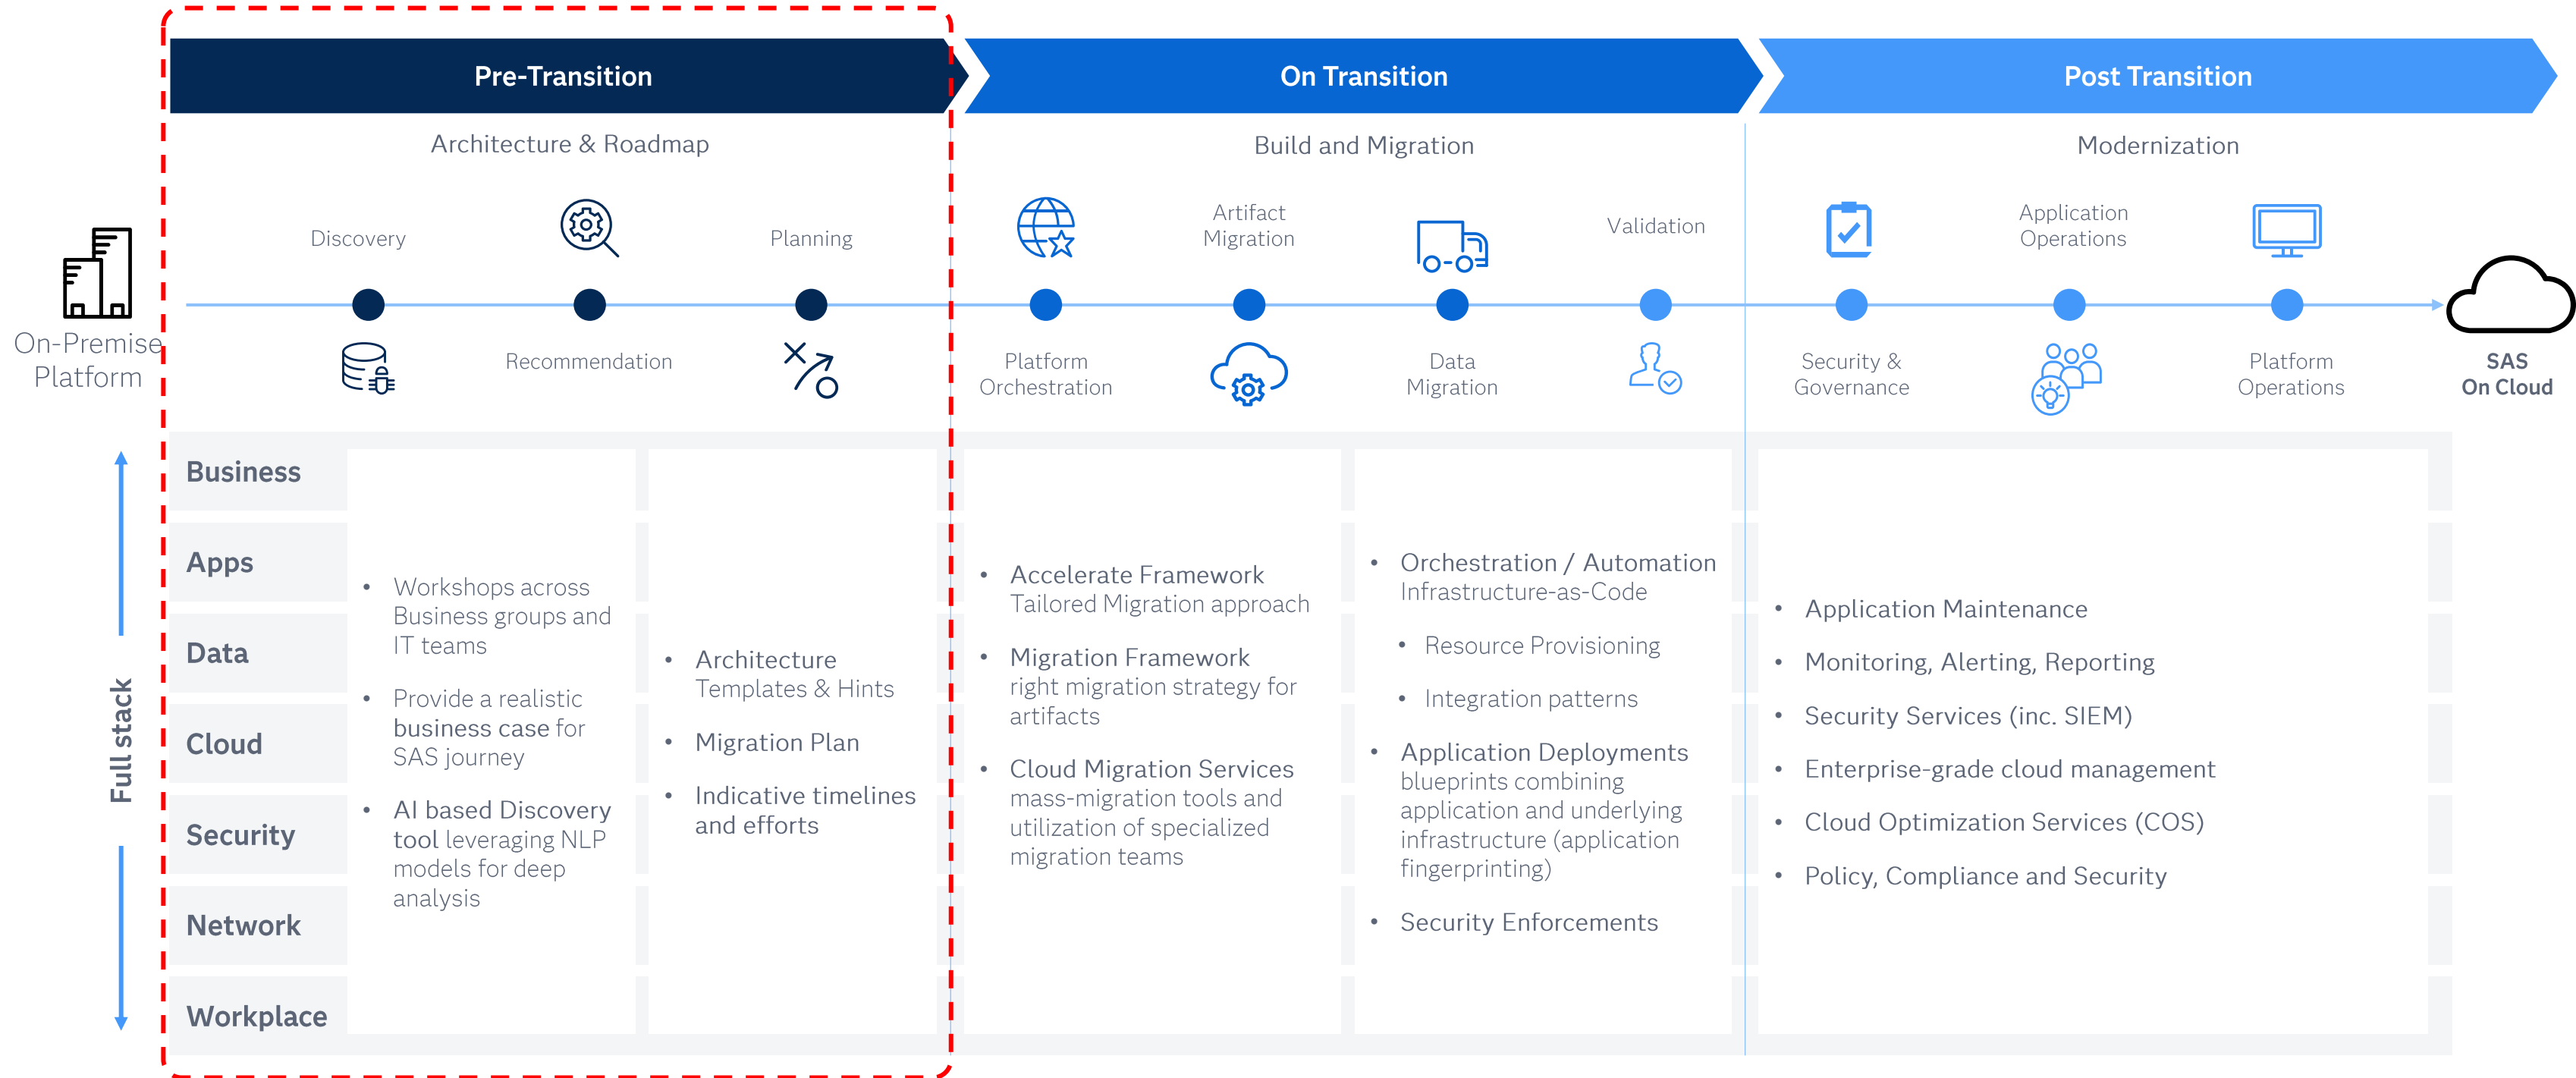 Pre-Transition
On Transition
Post Transition
Architecture & Roadmap
Build and Migration
Modernization
Discovery
Recommendation
Planning
Platform
Orchestration
Artifact
Migration
Data
Migration
Validation
Security &
Governance
Application
Operations
Platform
Operations
On-Premise
Platform
SAS
On Cloud
Full stack
Business
Apps
Data
Cloud
Security
Network
Workplace
• Workshops across
Business groups and
IT teams
• Provide a realistic
business case for
SAS journey
• AI based Discovery
tool leveraging NLP
models for deep
analysis
• Architecture
Templates & Hints
• Migration Plan
• Indicative timelines
and efforts
• Accelerate Framework
Tailored Migration approach
• Migration Framework
right migration strategy for
artifacts
• Cloud Migration Services
mass-migration tools and
utilization of specialized
migration teams
• Orchestration / Automation
Infrastructure-as-Code
• Resource Provisioning
• Integration patterns
• Application Deployments
blueprints combining
application and underlying
infrastructure (application
fingerprinting)
• Security Enforcements
• Application Maintenance
• Monitoring, Alerting, Reporting
• Security Services (inc. SIEM)
• Enterprise-grade cloud management
• Cloud Optimization Services (COS)
• Policy, Compliance and Security